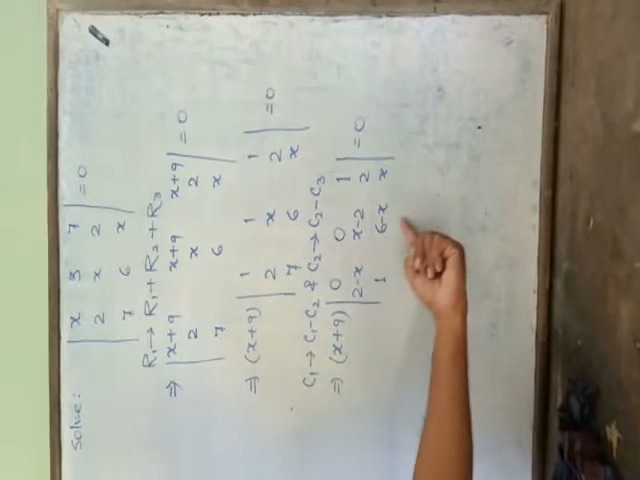 Solve: | x 3 7 | = 0
| 2 x 2 |
| 7 6 x |
R₁ → R₁ + R₂ + R₃
⇒ | x+9 x+9 x+9 | = 0
| 2 x 2 |
| 7 6 x |
⇒ (x+9) | 1 1 1 | = 0
| 2 x 2 |
| 7 6 x |
C₁ → C₁-C₂ & C₂ → C₂-C₃
⇒ (x+9) | 0 0 1 | = 0
| 2-x x-2 2 |
| 1 6-x x |